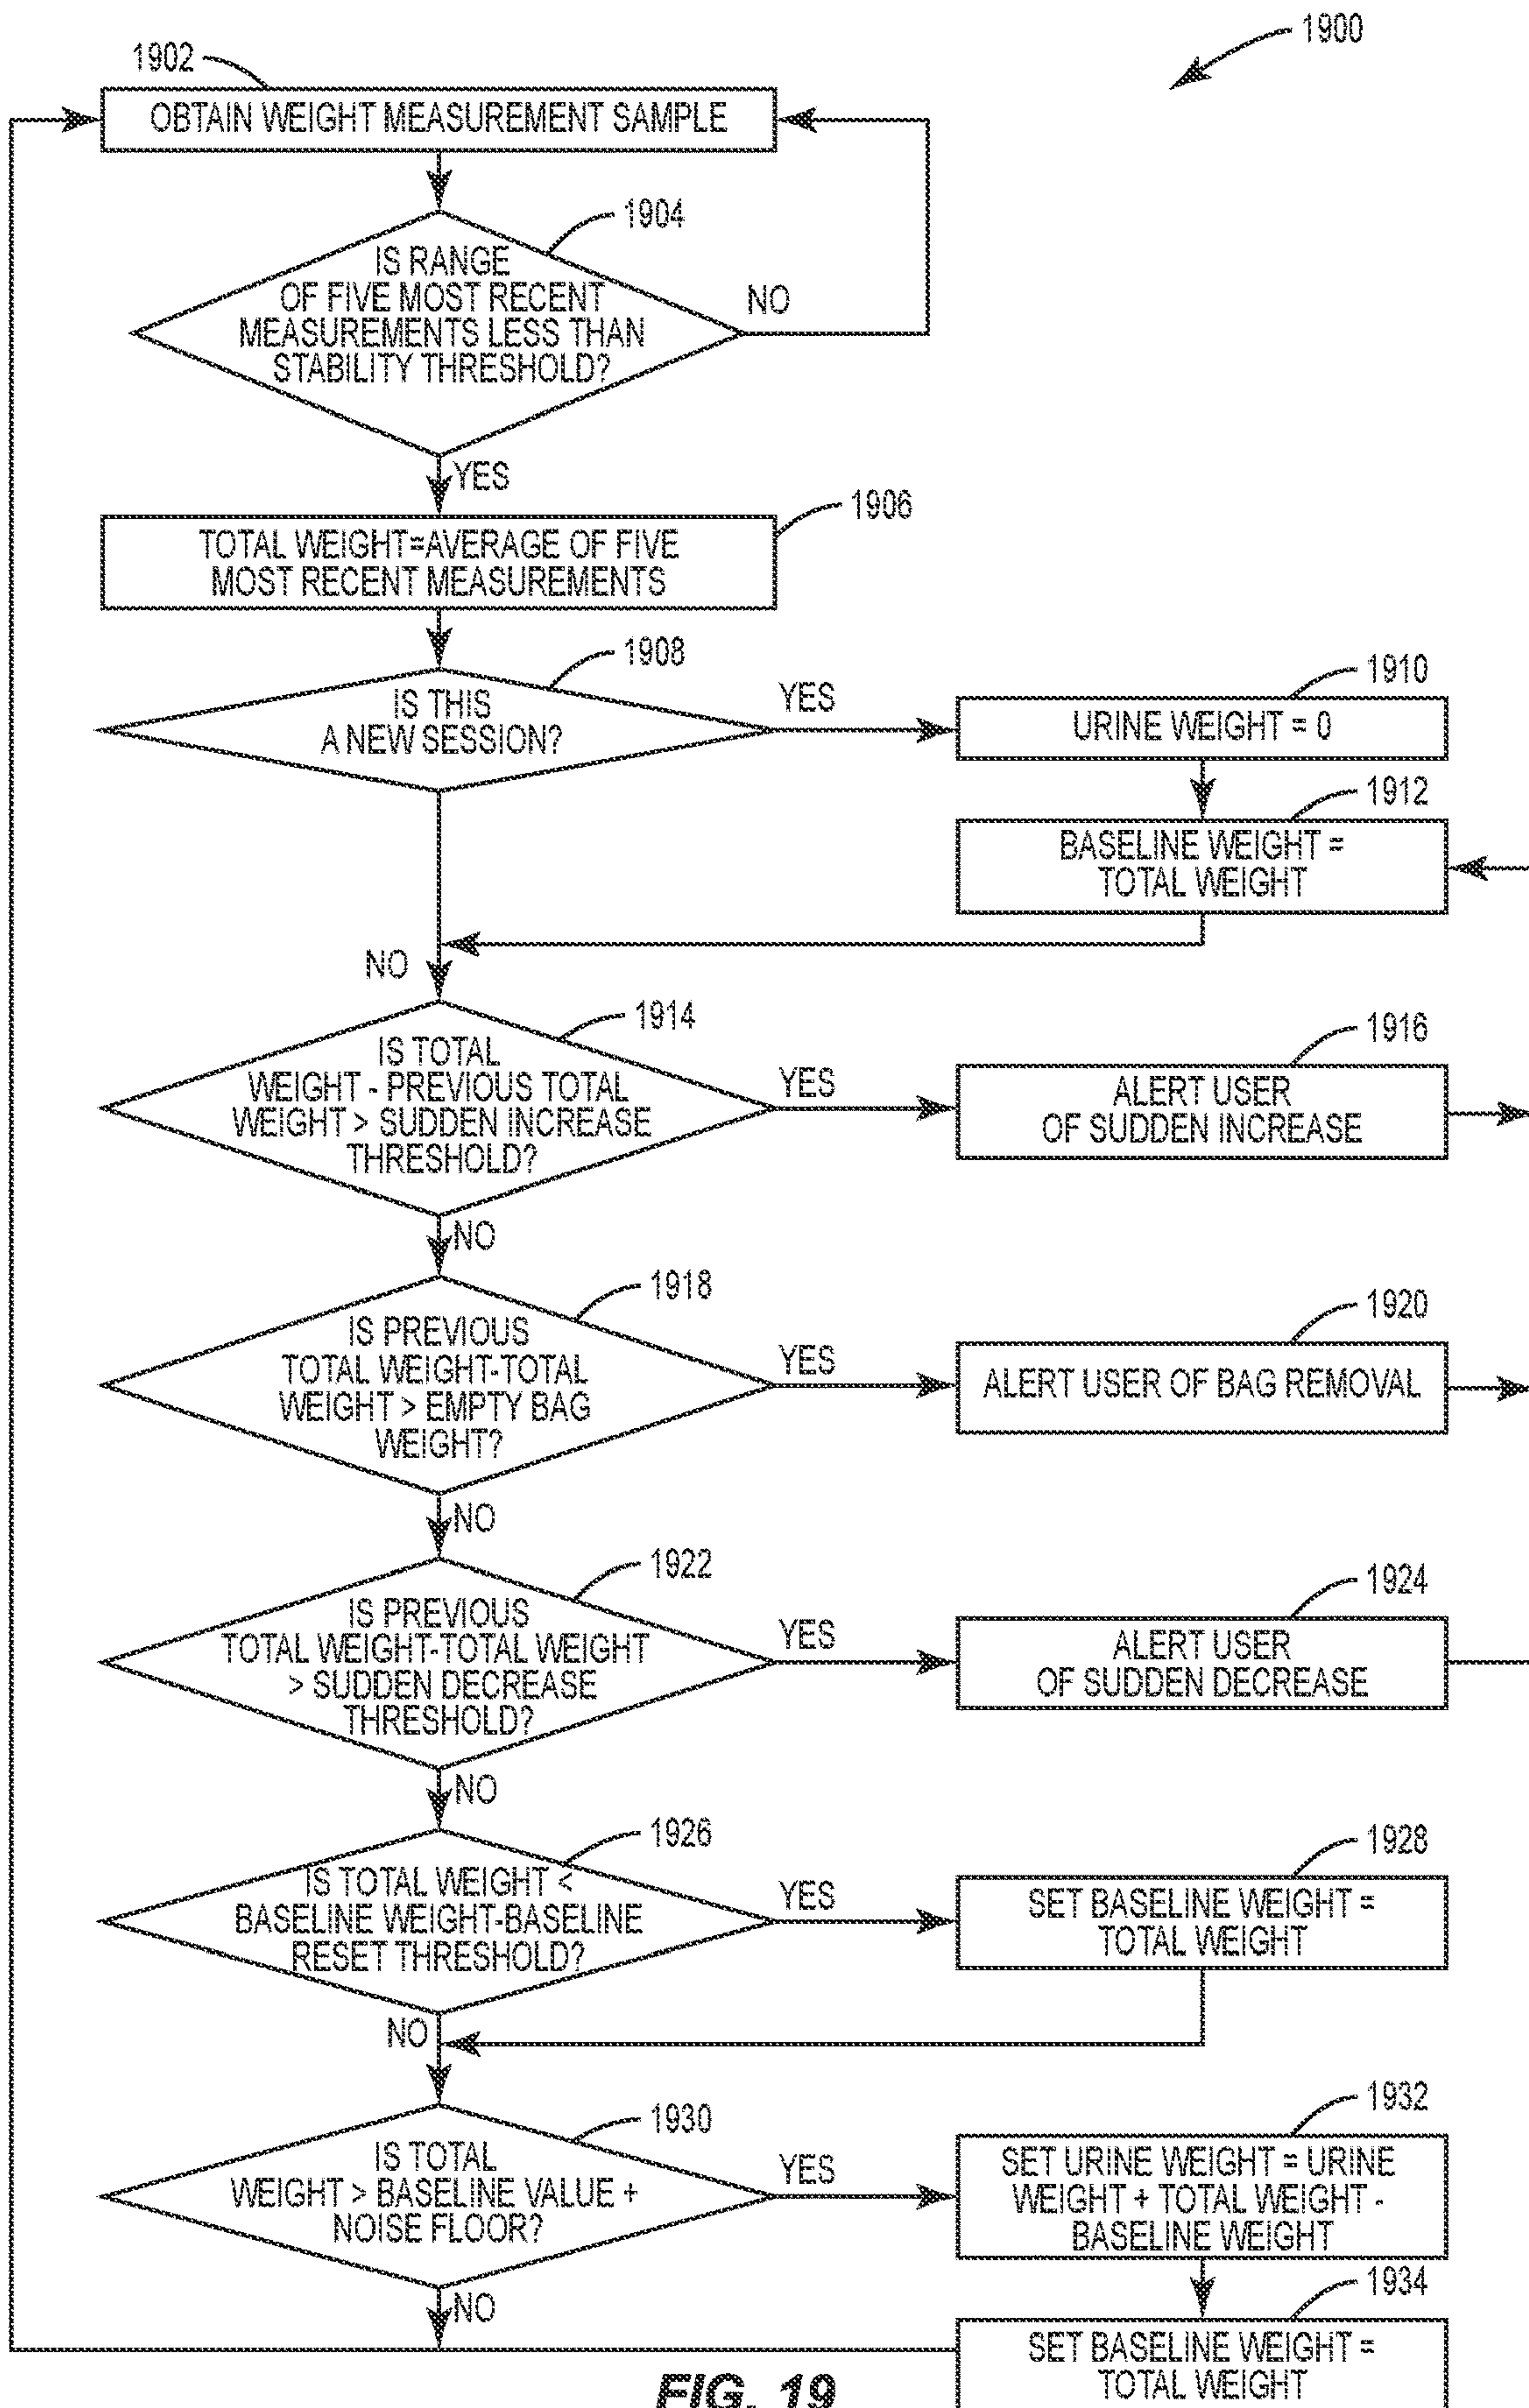 1900
1902
OBTAIN WEIGHT MEASUREMENT SAMPLE
1904
IS RANGE
OF FIVE MOST RECENT
MEASUREMENTS LESS THAN
STABILITY THRESHOLD?
NO
YES
1906
TOTAL WEIGHT=AVERAGE OF FIVE
MOST RECENT MEASUREMENTS
1908
IS THIS
A NEW SESSION?
YES
1910
URINE WEIGHT = 0
1912
BASELINE WEIGHT =
TOTAL WEIGHT
NO
1914
IS TOTAL
WEIGHT - PREVIOUS TOTAL
WEIGHT > SUDDEN INCREASE
THRESHOLD?
YES
1916
ALERT USER
OF SUDDEN INCREASE
NO
1918
IS PREVIOUS
TOTAL WEIGHT-TOTAL
WEIGHT > EMPTY BAG
WEIGHT?
YES
1920
ALERT USER OF BAG REMOVAL
NO
1922
IS PREVIOUS
TOTAL WEIGHT-TOTAL WEIGHT
> SUDDEN DECREASE
THRESHOLD?
YES
1924
ALERT USER
OF SUDDEN DECREASE
NO
1926
IS TOTAL WEIGHT <
BASELINE WEIGHT-BASELINE
RESET THRESHOLD?
YES
1928
SET BASELINE WEIGHT =
TOTAL WEIGHT
NO
1930
IS TOTAL
WEIGHT > BASELINE VALUE +
NOISE FLOOR?
YES
1932
SET URINE WEIGHT = URINE
WEIGHT + TOTAL WEIGHT -
BASELINE WEIGHT
NO
1934
SET BASELINE WEIGHT =
TOTAL WEIGHT
FIG. 19